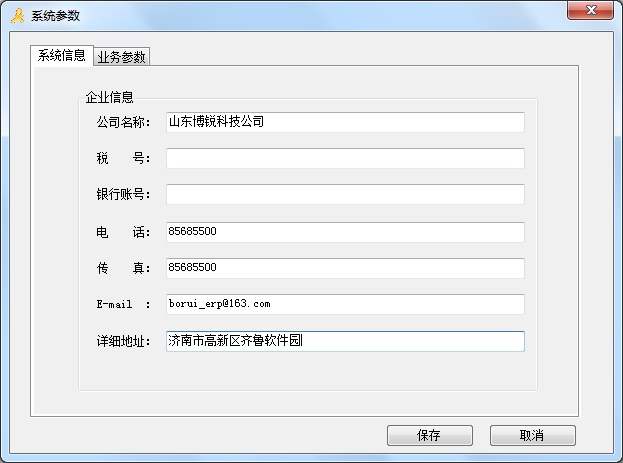 系统参数
系统信息 业务参数
企业信息
公司名称： 山东博锐科技公司
税 号：
银行账号：
电 话： 85685500
传 真： 85685500
E-mail ： borui_erp@163.com
详细地址： 济南市高新区齐鲁软件园
保存 取消